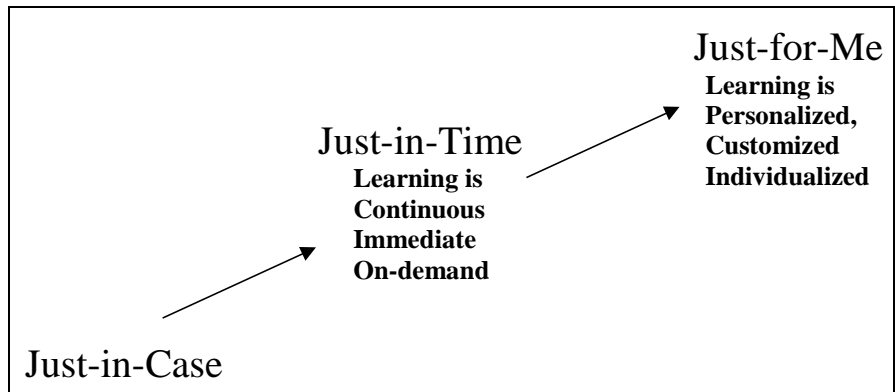 Just-for-Me
Learning is
Personalized,
Customized
Individualized
Just-in-Time
Learning is
Continuous
Immediate
On-demand
Just-in-Case